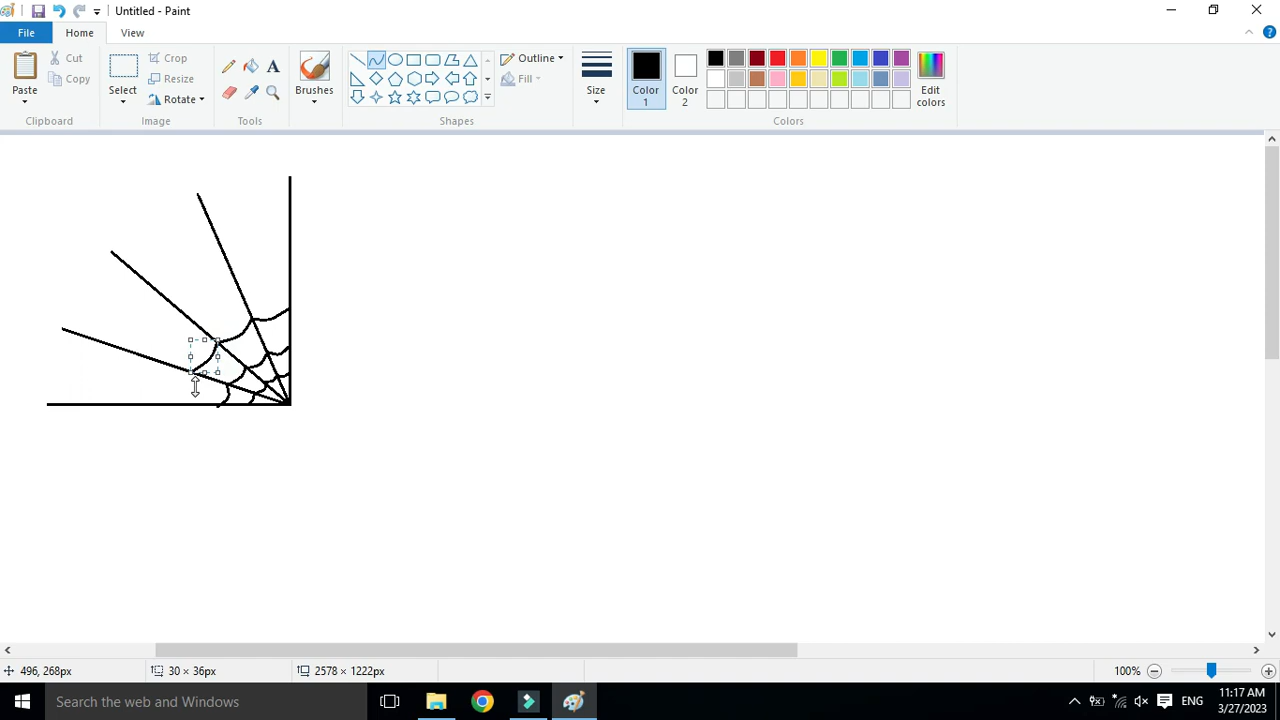 Untitled - Paint
File Home View
Paste
Cut
Copy
Clipboard
Select
Crop
Resize
Rotate
Image
A
Tools
Brushes
Outline
Fill
Shapes
Size
Color 1
Color 2
Edit colors
Colors
496, 268px 30 × 36px 2578 × 1222px 100%
Search the web and Windows
ENG
11:17 AM
3/27/2023